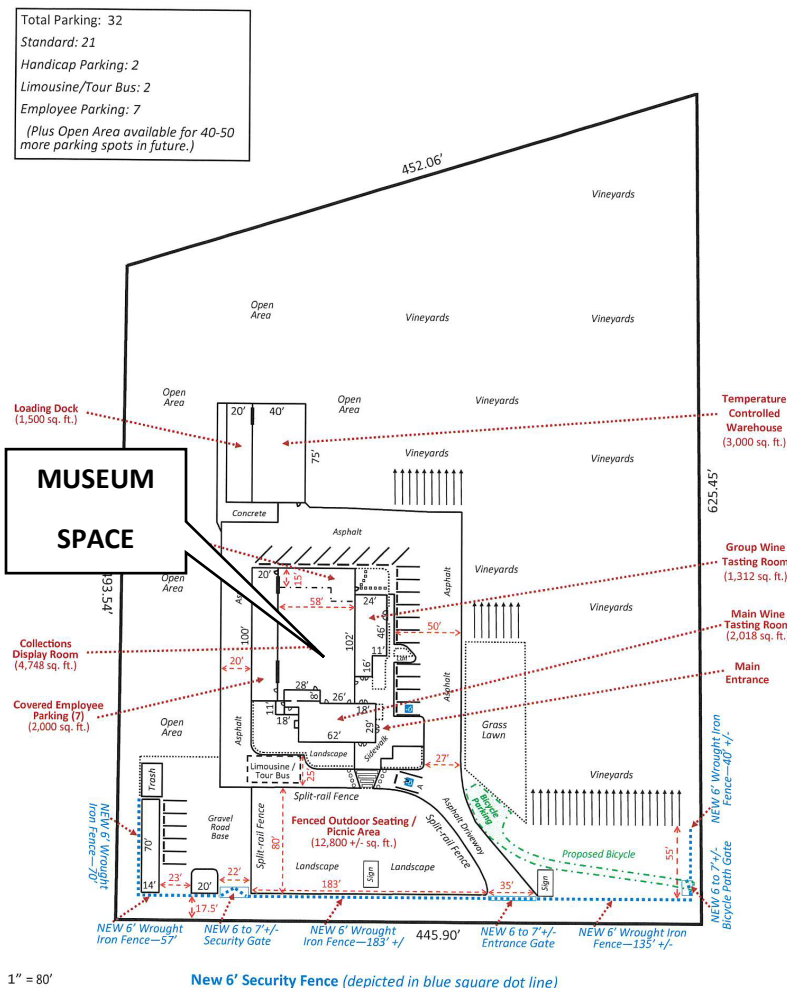 Total Parking: 32
Standard: 21
Handicap Parking: 2
Limousine/Tour Bus: 2
Employee Parking: 7
(Plus Open Area available for 40-50
more parking spots in future.)
452.06'
Vineyards
Open
Area
Vineyards
Vineyards
Open
Area
Open
Area
Vineyards
Loading Dock
(1,500 sq. ft.)
20'
40'
75'
Temperature
Controlled
Warehouse
(3,000 sq. ft.)
Vineyards
Vineyards
625.45'
MUSEUM
SPACE
Concrete
Asphalt
493.54'
Open
Area
20'
15'
58'
24'
Asphalt
Vineyards
Group Wine
Tasting Room
(1,312 sq. ft.)
100'
102'
46'
11'
16'
50'
Vineyards
Main Wine
Tasting Room
(2,018 sq. ft.)
Collections
Display Room
(4,748 sq. ft.)
20'
28'
8'
26'
18'
Main
Entrance
Covered Employee
Parking (7)
(2,000 sq. ft.)
11'
18'
62'
29'
Open
Area
Asphalt
Asphalt
Grass
Lawn
Landscape
Sidewalk
27'
Limousine /
Tour Bus
25'
Trash
Vineyards
NEW 6' Wrought Iron
Fence—40' +/-
Split-rail Fence
A
Bicycle
Parking
NEW 6' Wrought
Iron Fence—70'
70'
Gravel
Road
Base
Split-rail Fence
80'
Fenced Outdoor Seating /
Picnic Area
(12,800 +/- sq. ft.)
Split-rail Fence
Asphalt Driveway
Proposed Bicycle
55'
NEW 6 to 7'+/-
Bicycle Path Gate
Landscape
Sign
Landscape
Sign
14'
23'
20'
22'
183'
35'
17.5'
NEW 6' Wrought
Iron Fence—57'
NEW 6 to 7'+/-
Security Gate
NEW 6' Wrought
Iron Fence—183' +/
445.90'
NEW 6 to 7'+/-
Entrance Gate
NEW 6' Wrought Iron
Fence—135' +/-
1" = 80'
New 6' Security Fence (depicted in blue square dot line)